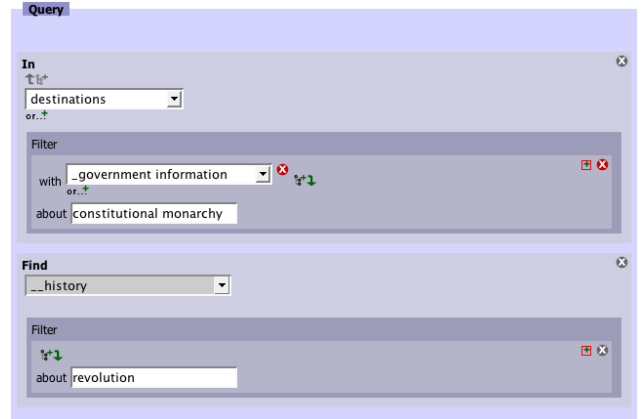 Query
In
destinations
or..
Filter
with _government information
or..
about constitutional monarchy
Find
__history
Filter
about revolution